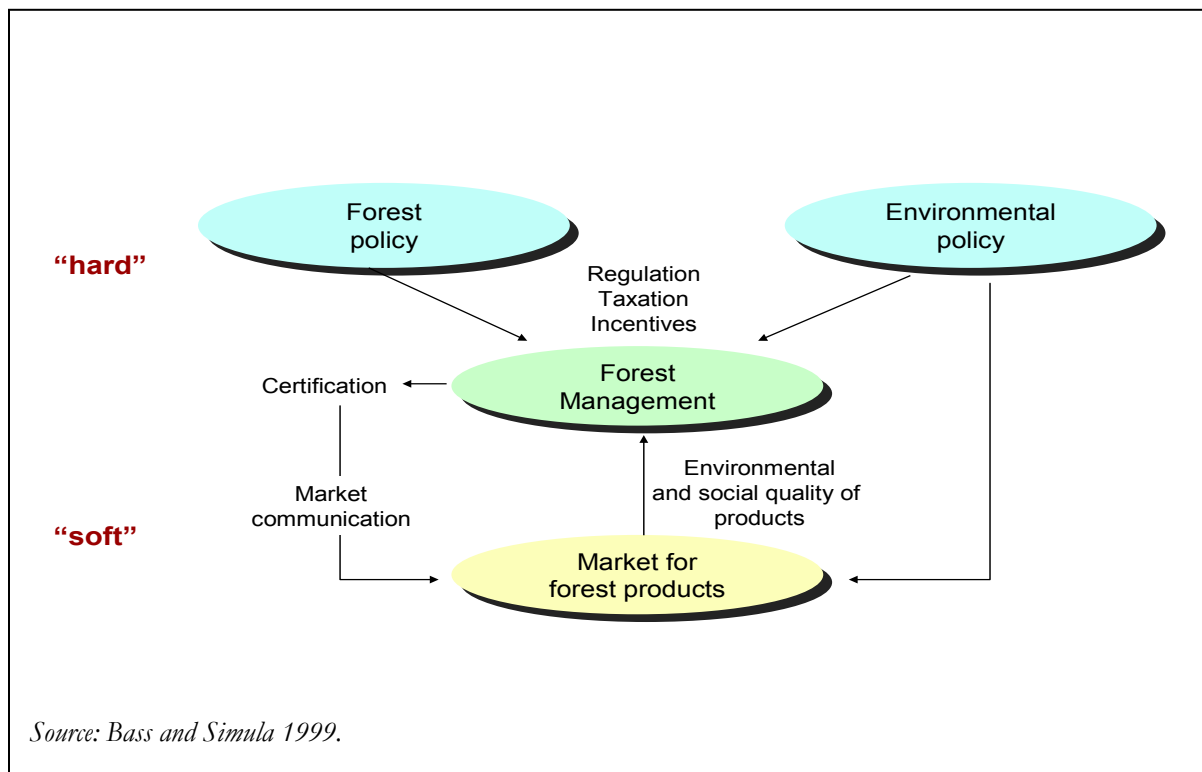 Forest
policy
Environmental
policy
“hard”
Regulation
Taxation
Incentives
Certification
Forest
Management
Market
communication
Environmental
and social quality of
products
“soft”
Market for
forest products
Source: Bass and Simula 1999.